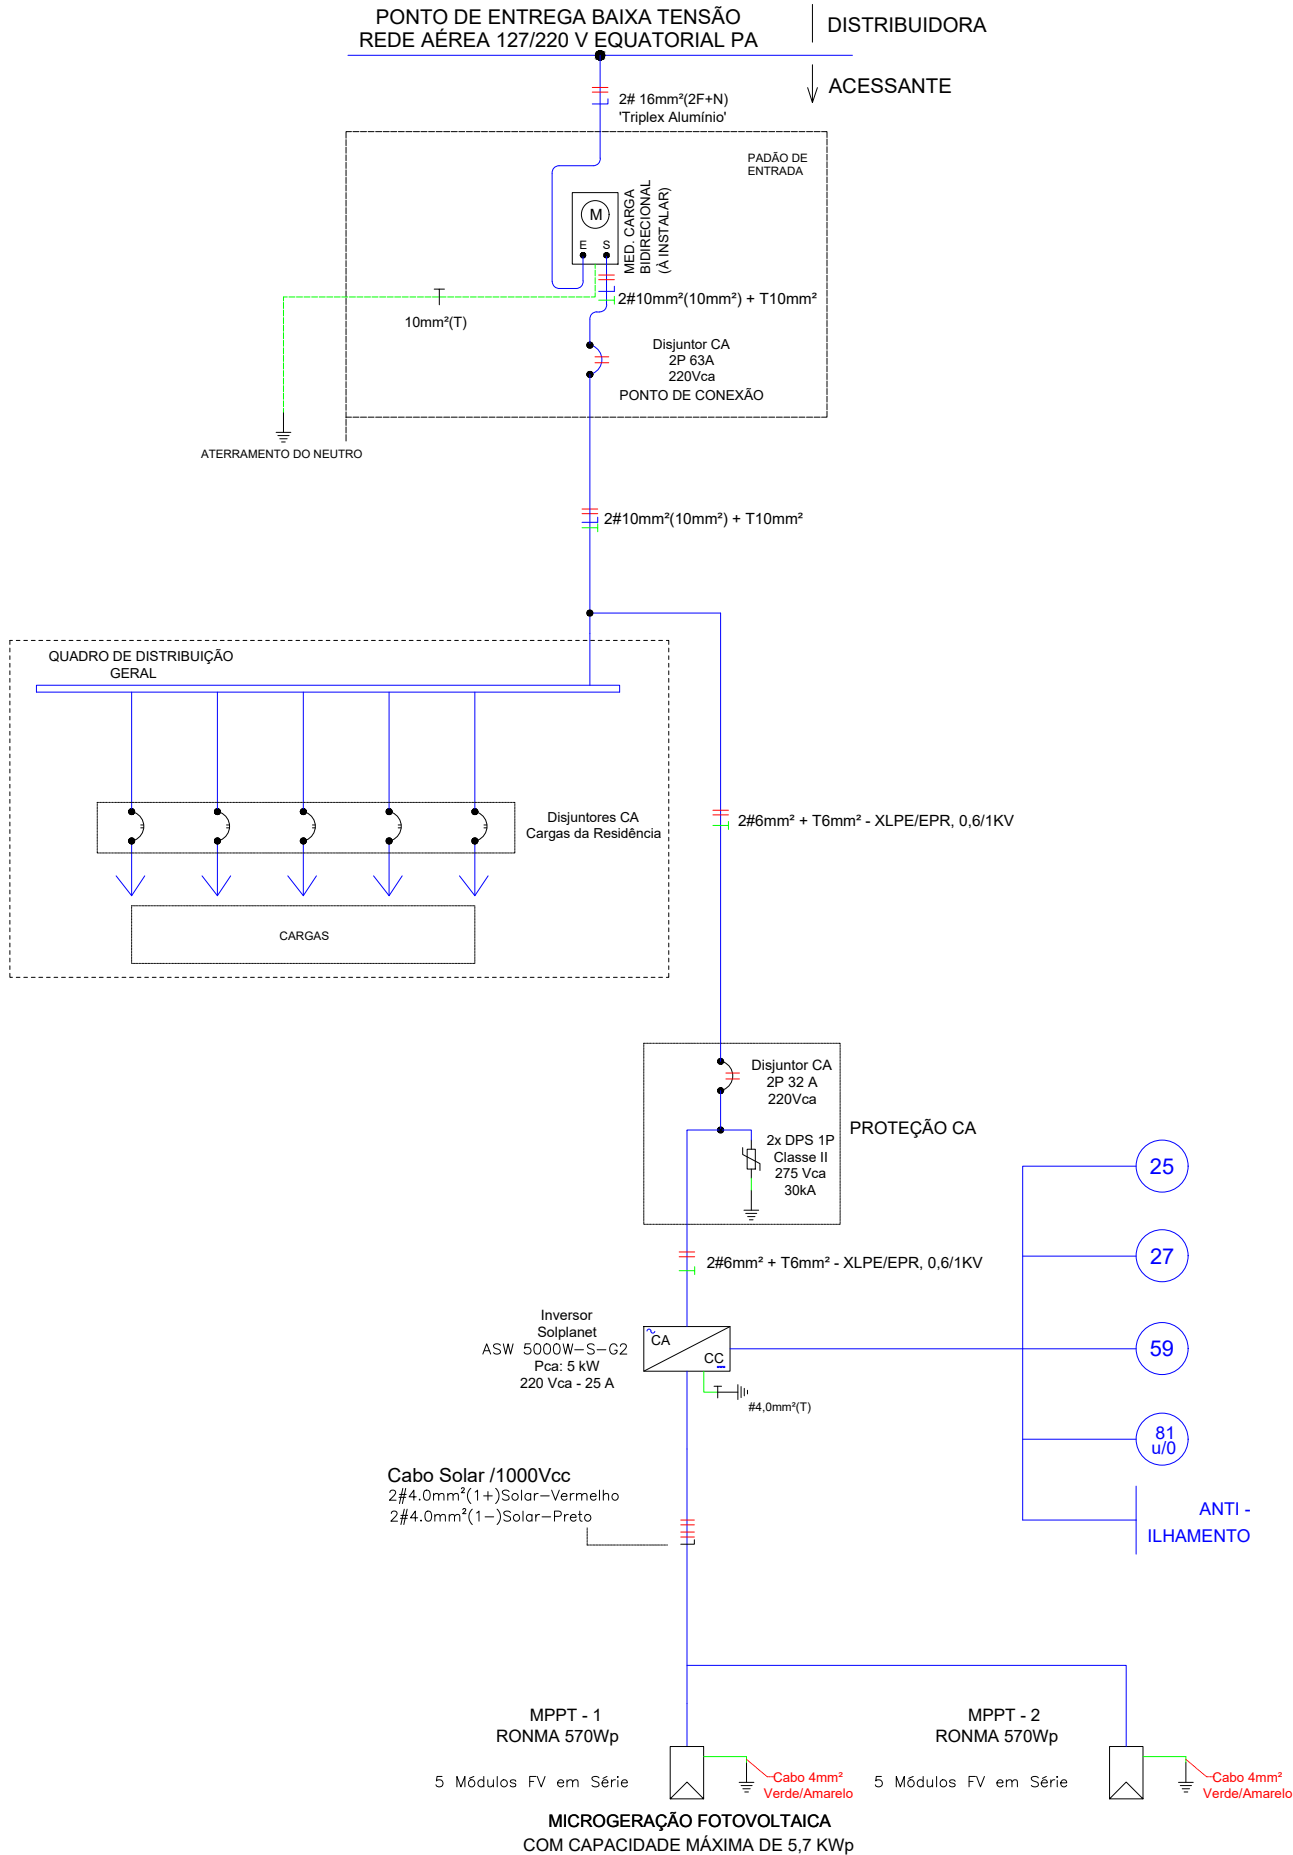 PONTO DE ENTREGA BAIXA TENSÃO
REDE AÉREA 127/220 V EQUATORIAL PA
DISTRIBUIDORA
ACESSANTE
2# 16mm²(2F+N)
'Triplex Alumínio'
PADÃO DE
ENTRADA
M
E S
MED. CARGA
BIDIRECIONAL
(À INSTALAR)
2#10mm²(10mm²) + T10mm²
10mm²(T)
Disjuntor CA
2P 63A
220Vca
PONTO DE CONEXÃO
ATERRAMENTO DO NEUTRO
2#10mm²(10mm²) + T10mm²
QUADRO DE DISTRIBUIÇÃO
GERAL
Disjuntores CA
Cargas da Residência
CARGAS
2#6mm² + T6mm² - XLPE/EPR, 0,6/1KV
Disjuntor CA
2P 32 A
220Vca
PROTEÇÃO CA
2x DPS 1P
Classe II
275 Vca
30kA
2#6mm² + T6mm² - XLPE/EPR, 0,6/1KV
Inversor
Solplanet
ASW 5000W-S-G2
Pca: 5 kW
220 Vca - 25 A
CA
CC
#4,0mm²(T)
25
27
59
81
u/0
ANTI -
ILHAMENTO
Cabo Solar /1000Vcc
2#4.0mm²(1+)Solar-Vermelho
2#4.0mm²(1-)Solar-Preto
MPPT - 1
RONMA 570Wp
5 Módulos FV em Série
Cabo 4mm²
Verde/Amarelo
MPPT - 2
RONMA 570Wp
5 Módulos FV em Série
Cabo 4mm²
Verde/Amarelo
MICROGERAÇÃO FOTOVOLTAICA
COM CAPACIDADE MÁXIMA DE 5,7 KWp